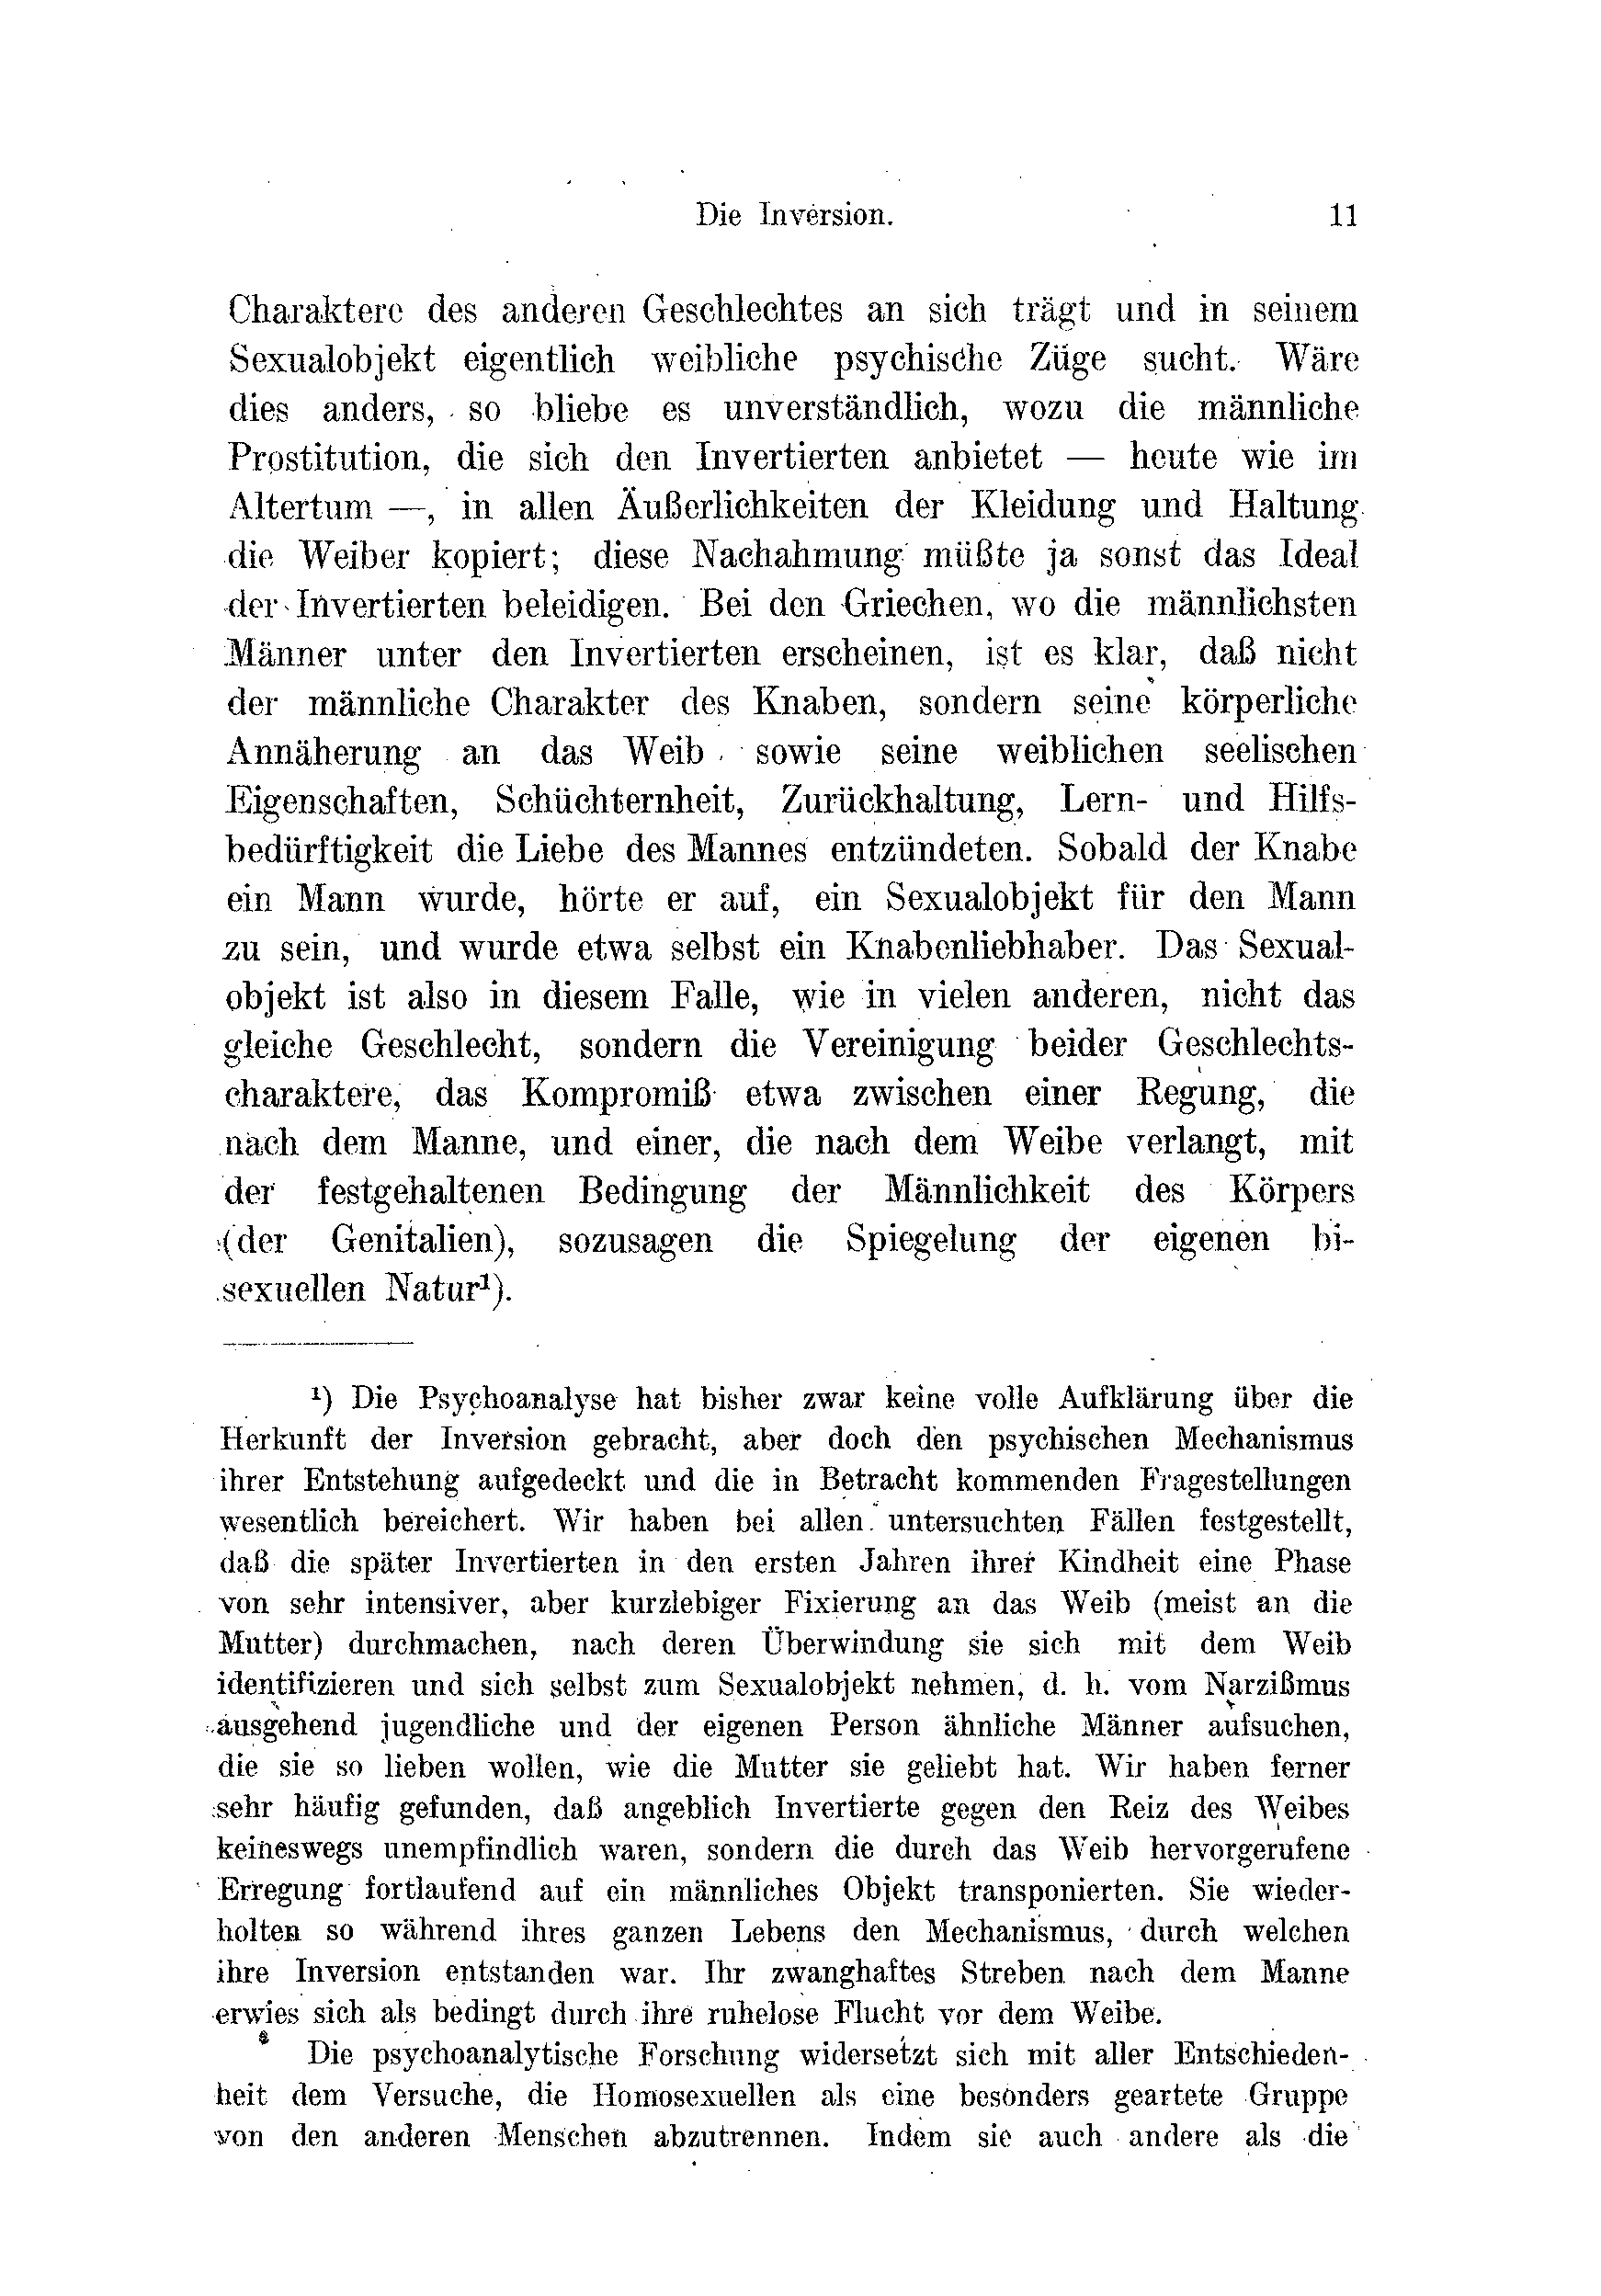 Die Inversion. 11
Charaktere des anderen Geschlechtes an sich trägt und in seinem
Sexualobjekt eigentlich weibliche psychische Züge sucht. Wäre
dies anders, so bliebe es unverständlich, wozu die männliche
Prostitution, die sich den Invertierten anbietet — heute wie im
Altertum —, in allen Äußerlichkeiten der Kleidung und Haltung
die Weiber kopiert; diese Nachahmung müßte ja sonst das Ideal
der Invertierten beleidigen. Bei den Griechen, wo die männlichsten
Männer unter den Invertierten erscheinen, ist es klar, daß nicht
der männliche Charakter des Knaben, sondern seine körperliche
Annäherung an das Weib sowie seine weiblichen seelischen
Eigenschaften, Schüchternheit, Zurückhaltung, Lern- und Hilfs-
bedürftigkeit die Liebe des Mannes entzündeten. Sobald der Knabe
ein Mann wurde, hörte er auf, ein Sexualobjekt für den Mann
zu sein, und wurde etwa selbst ein Knabenliebhaber. Das Sexual-
objekt ist also in diesem Falle, wie in vielen anderen, nicht das
gleiche Geschlecht, sondern die Vereinigung beider Geschlechts-
charaktere, das Kompromiß etwa zwischen einer Regung, die
nach dem Manne, und einer, die nach dem Weibe verlangt, mit
der festgehaltenen Bedingung der Männlichkeit des Körpers
(der Genitalien), sozusagen die Spiegelung der eigenen bi-
sexuellen Natur¹).
¹) Die Psychoanalyse hat bisher zwar keine volle Aufklärung über die
Herkunft der Inversion gebracht, aber doch den psychischen Mechanismus
ihrer Entstehung aufgedeckt und die in Betracht kommenden Fragestellungen
wesentlich bereichert. Wir haben bei allen untersuchten Fällen festgestellt,
daß die später Invertierten in den ersten Jahren ihrer Kindheit eine Phase
von sehr intensiver, aber kurzlebiger Fixierung an das Weib (meist an die
Mutter) durchmachen, nach deren Überwindung sie sich mit dem Weib
identifizieren und sich selbst zum Sexualobjekt nehmen, d. h. vom Narzißmus
ausgehend jugendliche und der eigenen Person ähnliche Männer aufsuchen,
die sie so lieben wollen, wie die Mutter sie geliebt hat. Wir haben ferner
sehr häufig gefunden, daß angeblich Invertierte gegen den Reiz des Weibes
keineswegs unempfindlich waren, sondern die durch das Weib hervorgerufene
Erregung fortlaufend auf ein männliches Objekt transponierten. Sie wieder-
holten so während ihres ganzen Lebens den Mechanismus, durch welchen
ihre Inversion entstanden war. Ihr zwanghaftes Streben nach dem Manne
erwies sich als bedingt durch ihre ruhelose Flucht vor dem Weibe.
Die psychoanalytische Forschung widersetzt sich mit aller Entschieden-
heit dem Versuche, die Homosexuellen als eine besonders geartete Gruppe
von den anderen Menschen abzutrennen. Indem sie auch andere als die